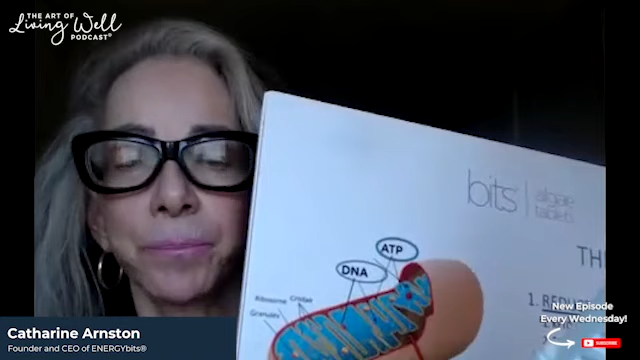 THE ART OF
Living Well
PODCAST®
bits | algae
tablets
ATP
DNA
Ribosome
Cristae
Granules
TH
1. REDU
New Episode
Every Wednesday!
SUBSCRIBE
Catharine Arnston
Founder and CEO of ENERGYbits®